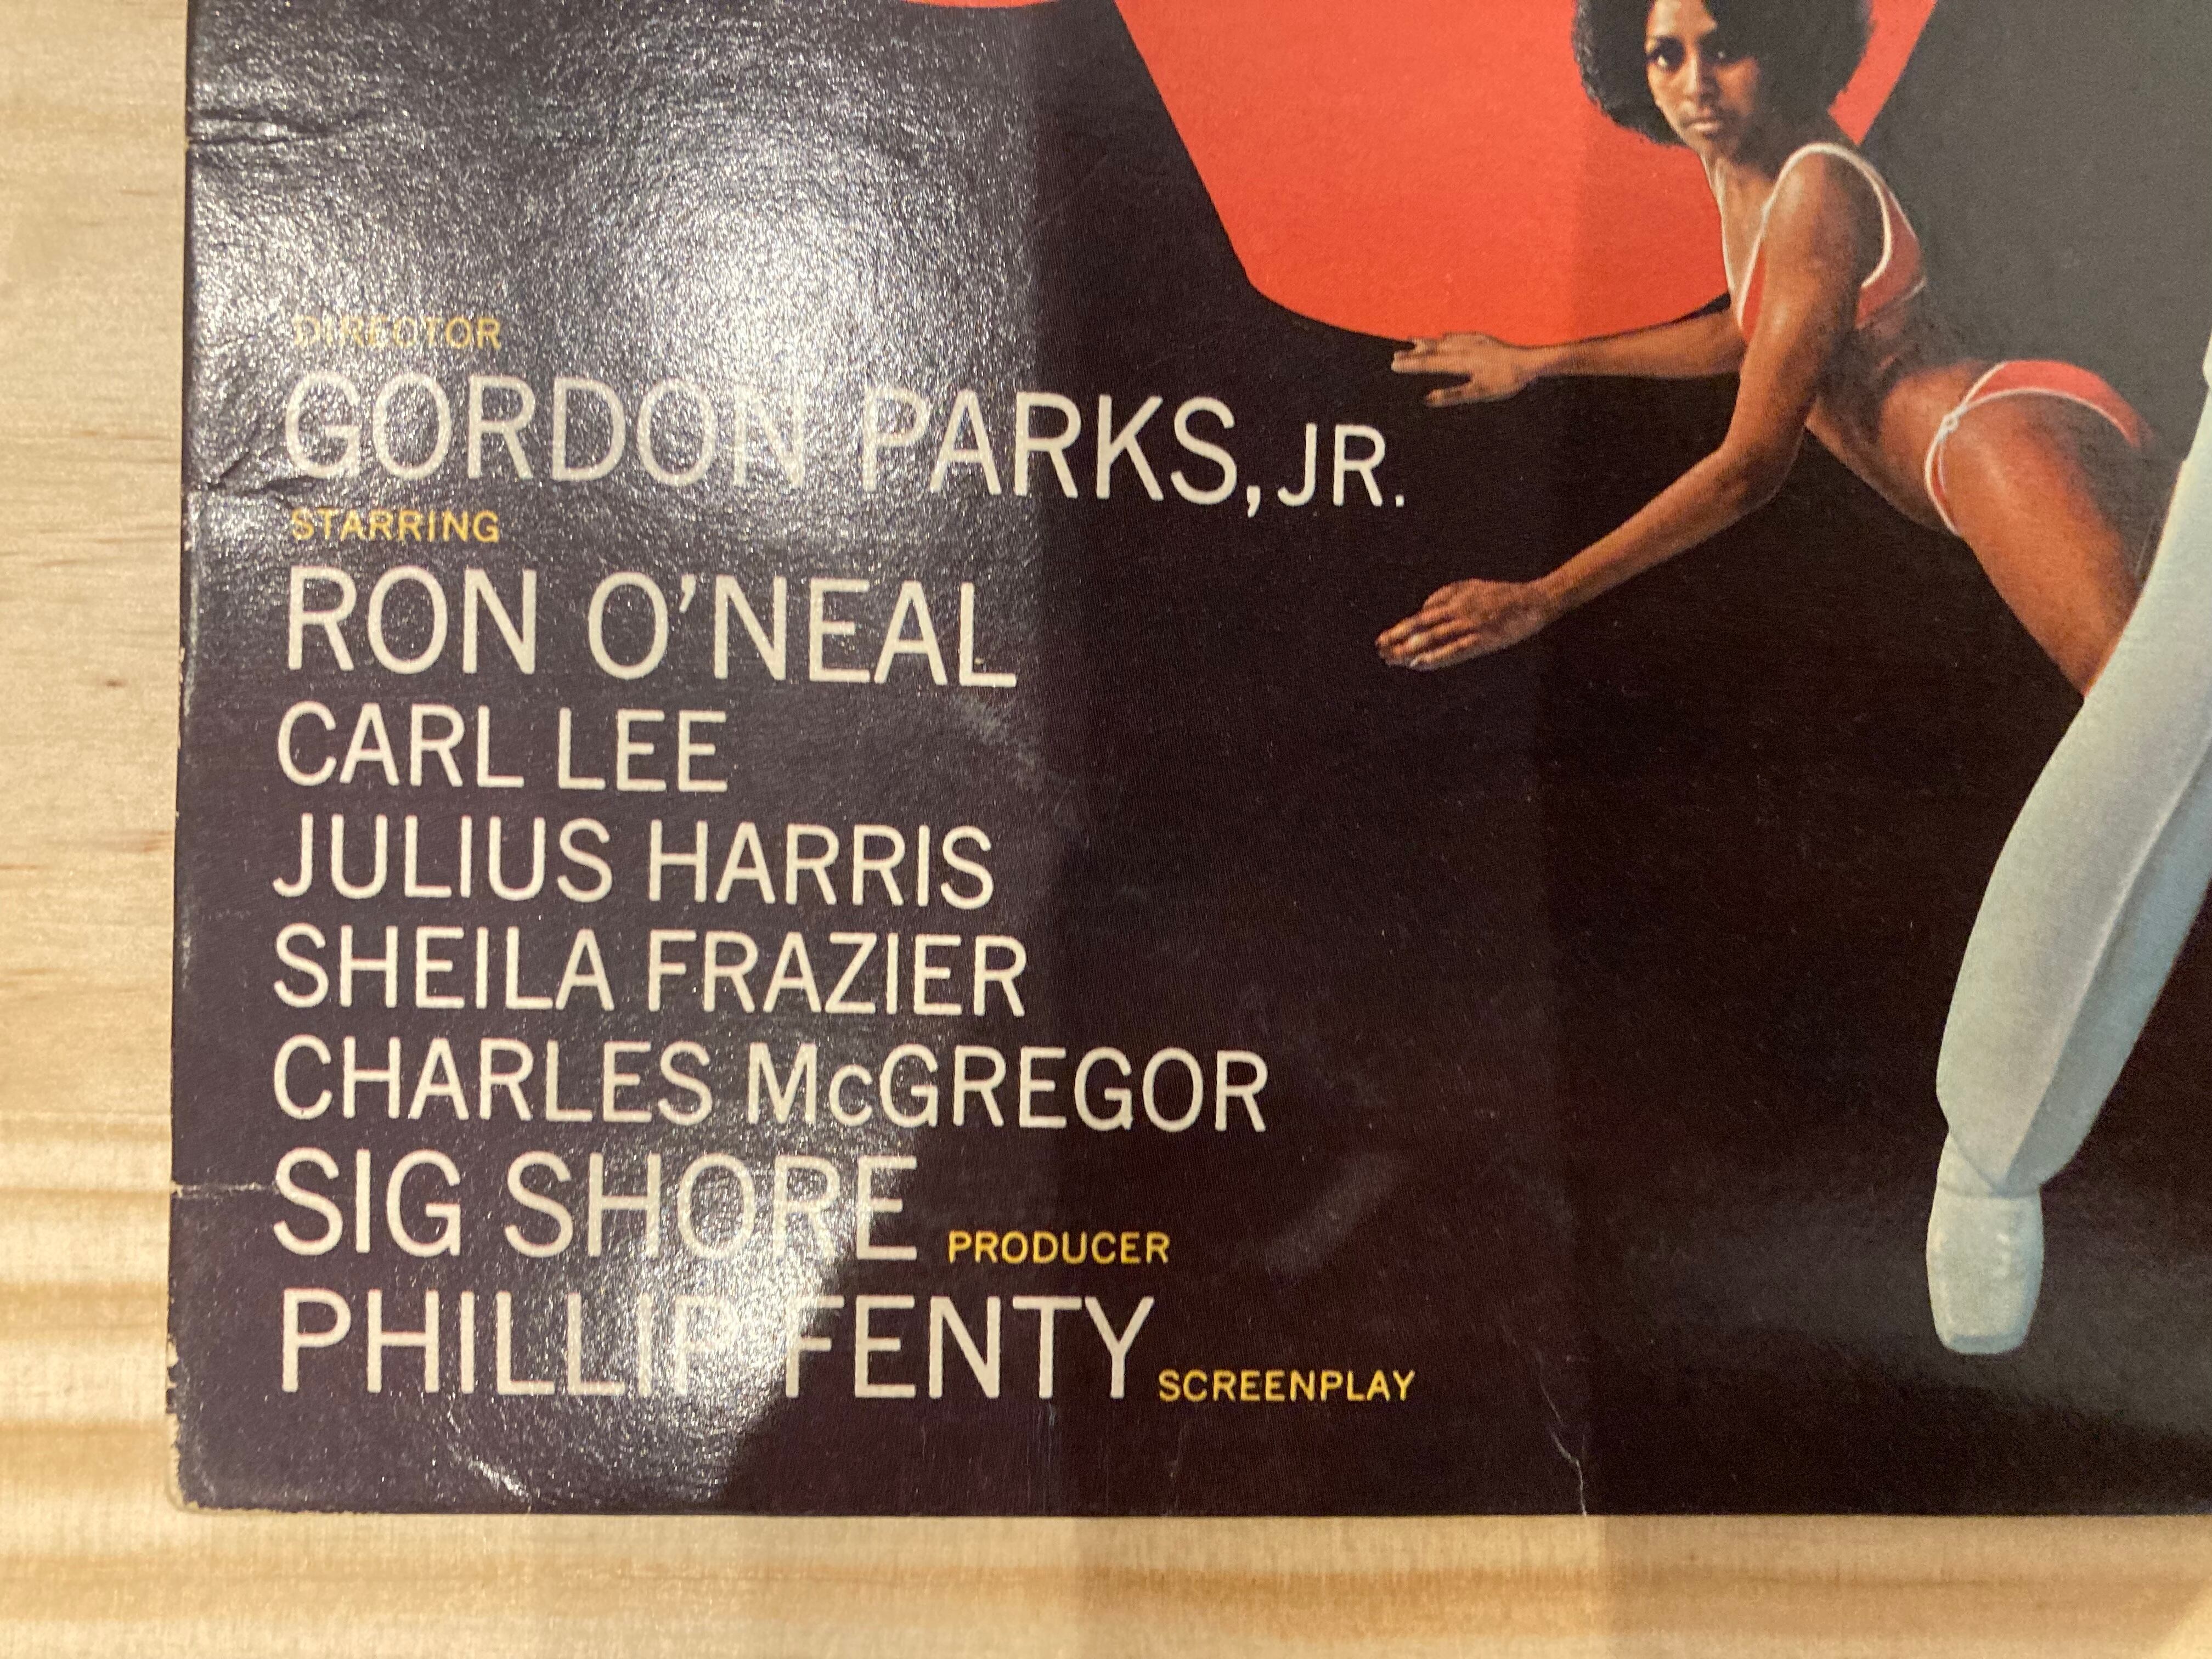 DIRECTOR
GORDON PARKS, JR.
STARRING
RON O'NEAL
CARL LEE
JULIUS HARRIS
SHEILA FRAZIER
CHARLES McGREGOR
SIG SHORE PRODUCER
PHILLIP FENTY SCREENPLAY